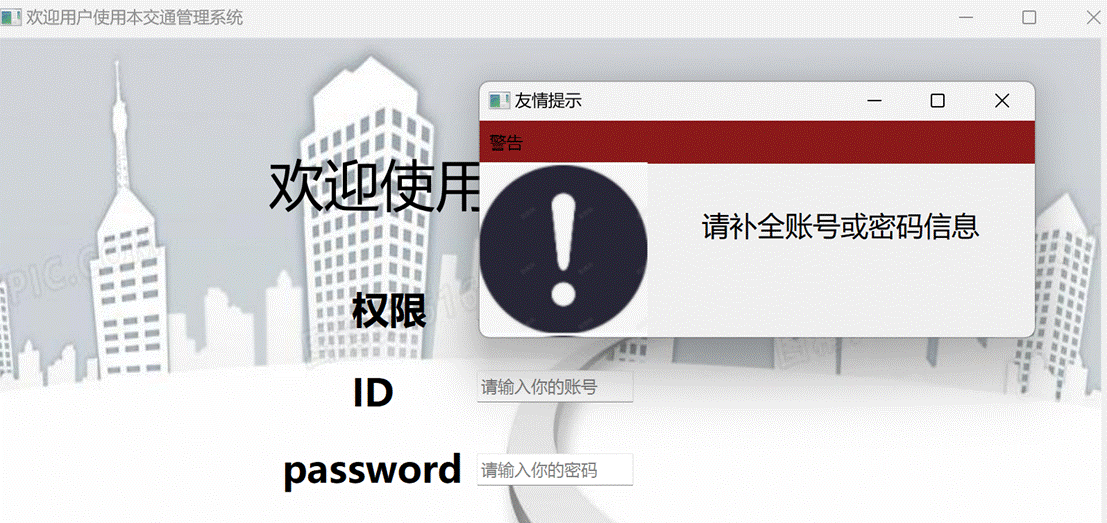 欢迎用户使用本交通管理系统
友情提示
警告
请补全账号或密码信息
欢迎使用
权限
ID
请输入你的账号
password
请输入你的密码